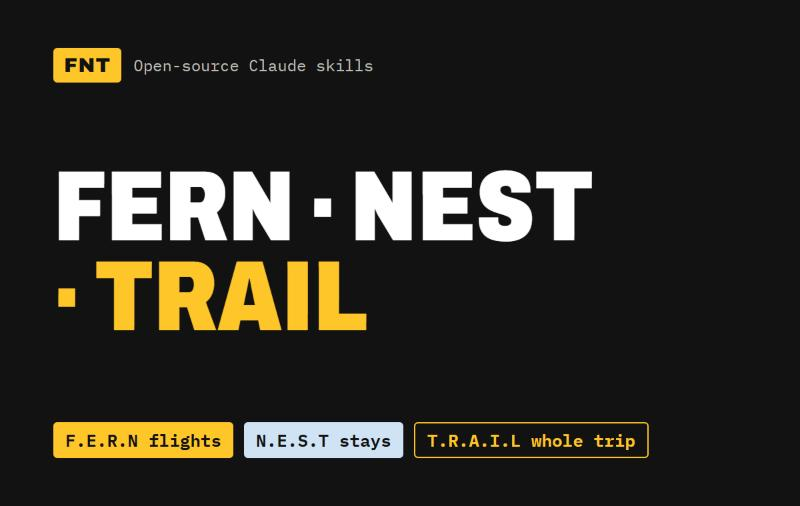 FNT Open-source Claude skills
FERN · NEST
· TRAIL
F.E.R.N flights N.E.S.T stays T.R.A.I.L whole trip